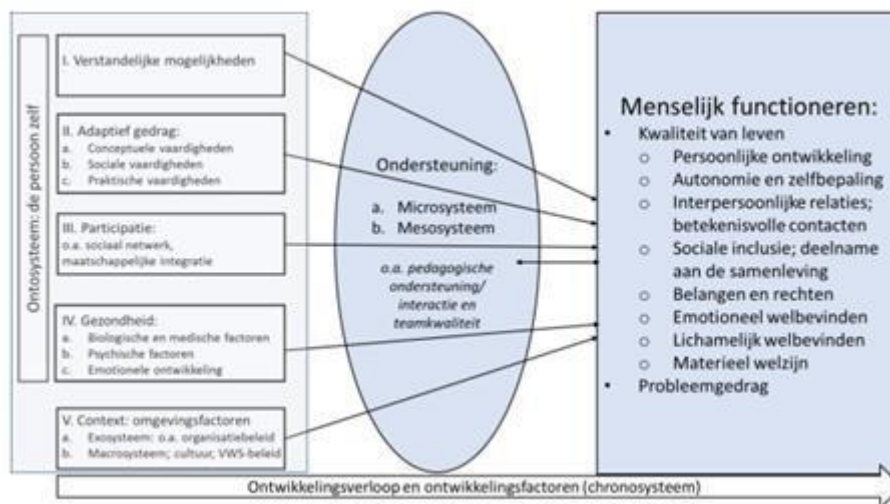 Ontosysteem: de persoon zelf
I. Verstandelijke mogelijkheden
II. Adaptief gedrag:
a. Conceptuele vaardigheden
b. Sociale vaardigheden
c. Praktische vaardigheden
III. Participatie:
o.a. sociaal netwerk,
maatschappelijke integratie
IV. Gezondheid:
a. Biologische en medische factoren
b. Psychische factoren
c. Emotionele ontwikkeling
V. Context: omgevingsfactoren
a. Exosysteem: o.a. organisatiebeleid
b. Macrosysteem; cultuur, VWS-beleid
Ondersteuning:
a. Microsysteem
b. Mesosysteem
o.a. pedagogische
ondersteuning/
interactie en
teamkwaliteit
Menselijk functioneren:
• Kwaliteit van leven
o Persoonlijke ontwikkeling
o Autonomie en zelfbepaling
o Interpersoonlijke relaties;
betekenisvolle contacten
o Sociale inclusie; deelname
aan de samenleving
o Belangen en rechten
o Emotioneel welbevinden
o Lichamelijk welbevinden
o Materieel welzijn
• Probleemgedrag
Ontwikkelingsverloop en ontwikkelingsfactoren (chronosysteem)